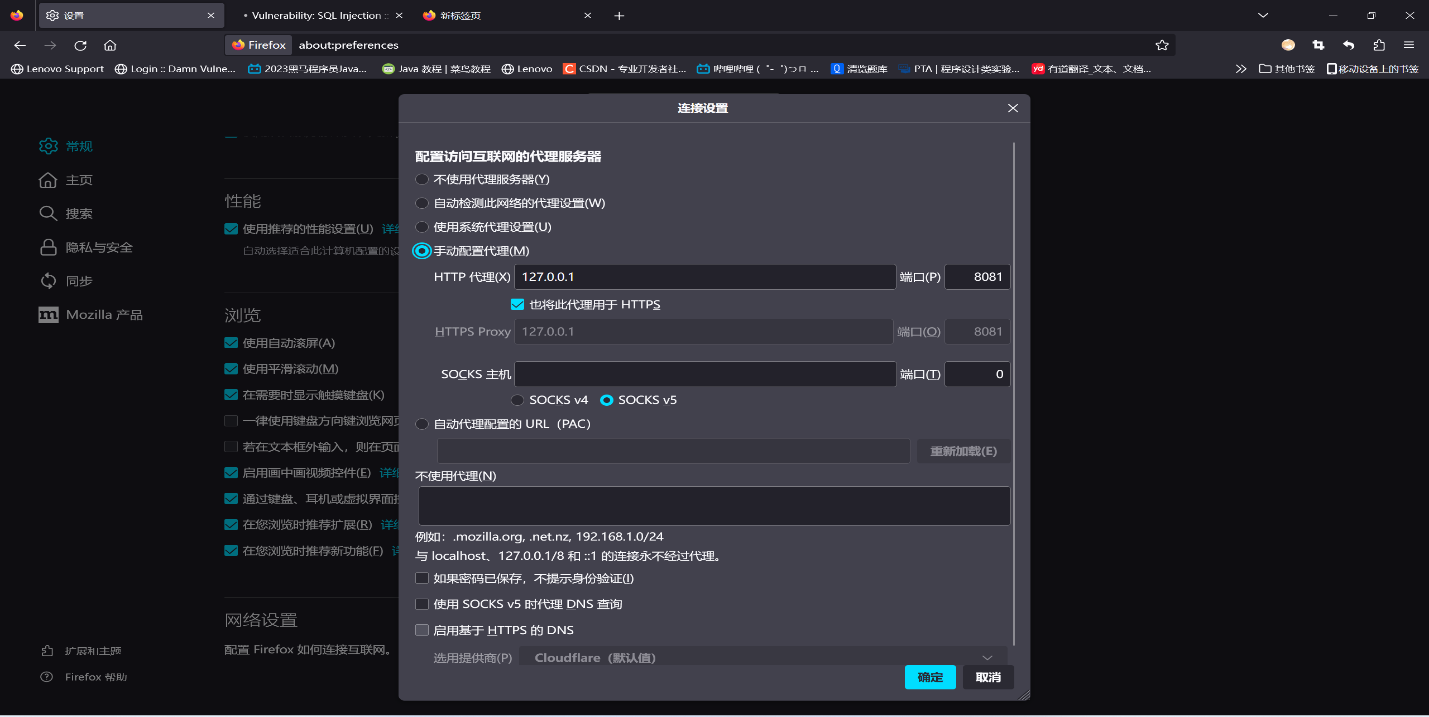 设置
Vulnerability: SQL Injection ::
新标签页
Firefox
about:preferences
Lenovo Support
Login :: Damn Vulne...
2023黑马程序员Java...
Java 教程 | 菜鸟教程
Lenovo
CSDN - 专业开发者社...
哔哩哔哩 ( ゜- ゜)つロ ...
清览题库
PTA | 程序设计类实验...
有道翻译_文本、文档...
其他书签
移动设备上的书签
常规
主页
搜索
隐私与安全
同步
Mozilla 产品
扩展和主题
Firefox 帮助
性能
使用推荐的性能设置(U) 详细
自动选择适合此计算机配置的设
浏览
使用自动滚屏(A)
使用平滑滚动(M)
在需要时显示触摸键盘(K)
一律使用键盘方向键浏览网页
若在文本框外输入，则在页面
启用画中画视频控件(E) 详细
通过键盘、耳机或虚拟界面控
在您浏览时推荐扩展(R) 详细
在您浏览时推荐新功能(F) 详
网络设置
配置 Firefox 如何连接互联网。
连接设置
配置访问互联网的代理服务器
不使用代理服务器(Y)
自动检测此网络的代理设置(W)
使用系统代理设置(U)
手动配置代理(M)
HTTP 代理(X) 127.0.0.1 端口(P) 8081
也将此代理用于 HTTPS
HTTPS Proxy 127.0.0.1 端口(O) 8081
SOCKS 主机 端口(T) 0
SOCKS v4 SOCKS v5
自动代理配置的 URL（PAC）
重新加载(E)
不使用代理(N)
例如：.mozilla.org, .net.nz, 192.168.1.0/24
与 localhost、127.0.0.1/8 和 ::1 的连接永不经过代理。
如果密码已保存，不提示身份验证(I)
使用 SOCKS v5 时代理 DNS 查询
启用基于 HTTPS 的 DNS
选用提供商(P) Cloudflare（默认值）
确定 取消